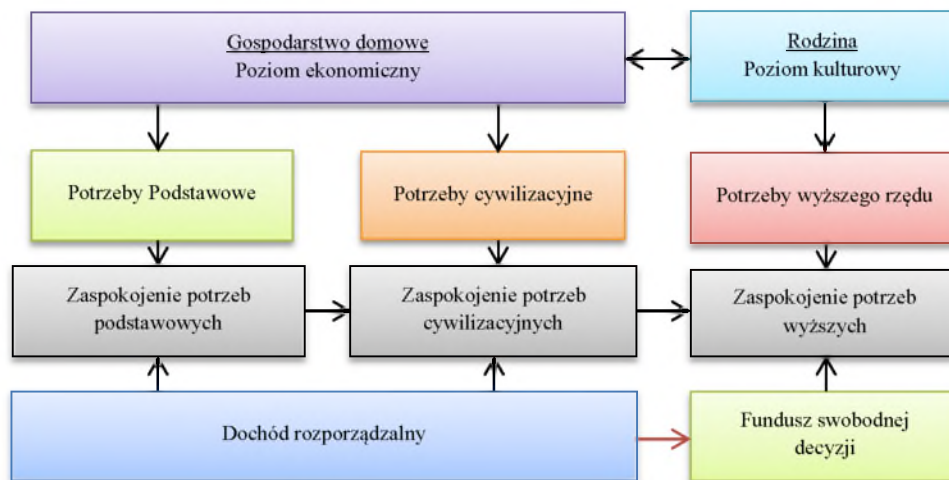 Gospodarstwo domowe
Poziom ekonomiczny
Rodzina
Poziom kulturowy
Potrzeby Podstawowe
Potrzeby cywilizacyjne
Potrzeby wyższego rzędu
Zaspokojenie potrzeb
podstawowych
Zaspokojenie potrzeb
cywilizacyjnych
Zaspokojenie potrzeb
wyższych
Dochód rozporządzalny
Fundusz swobodnej
decyzji